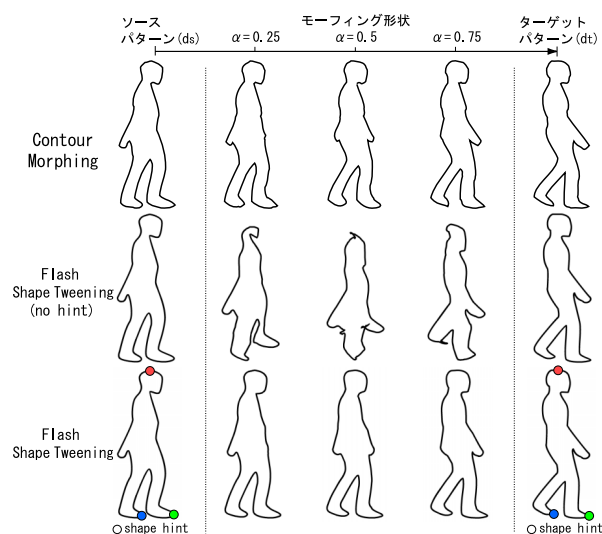 ソース
パターン(ds)
モーフィング形状
α=0.25
α=0.5
α=0.75
ターゲット
パターン(dt)
Contour
Morphing
Flash
Shape Tweening
(no hint)
Flash
Shape Tweening
○ shape hint
○ shape hint